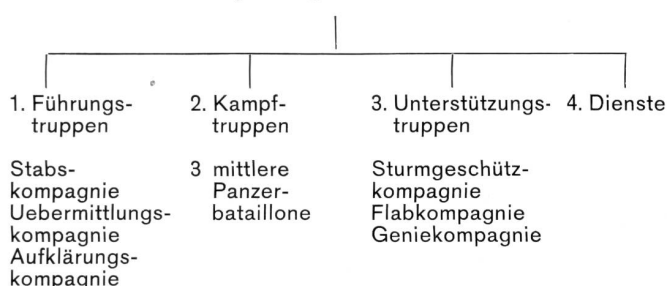 1. Führungs-
truppen
Stabs-
kompagnie
Uebermittlungs-
kompagnie
Aufklärungs-
kompagnie
2. Kampf-
truppen
3 mittlere
Panzer-
bataillone
3. Unterstützungs-
truppen
Sturmgeschütz-
kompagnie
Flabkompagnie
Geniekompagnie
4. Dienste